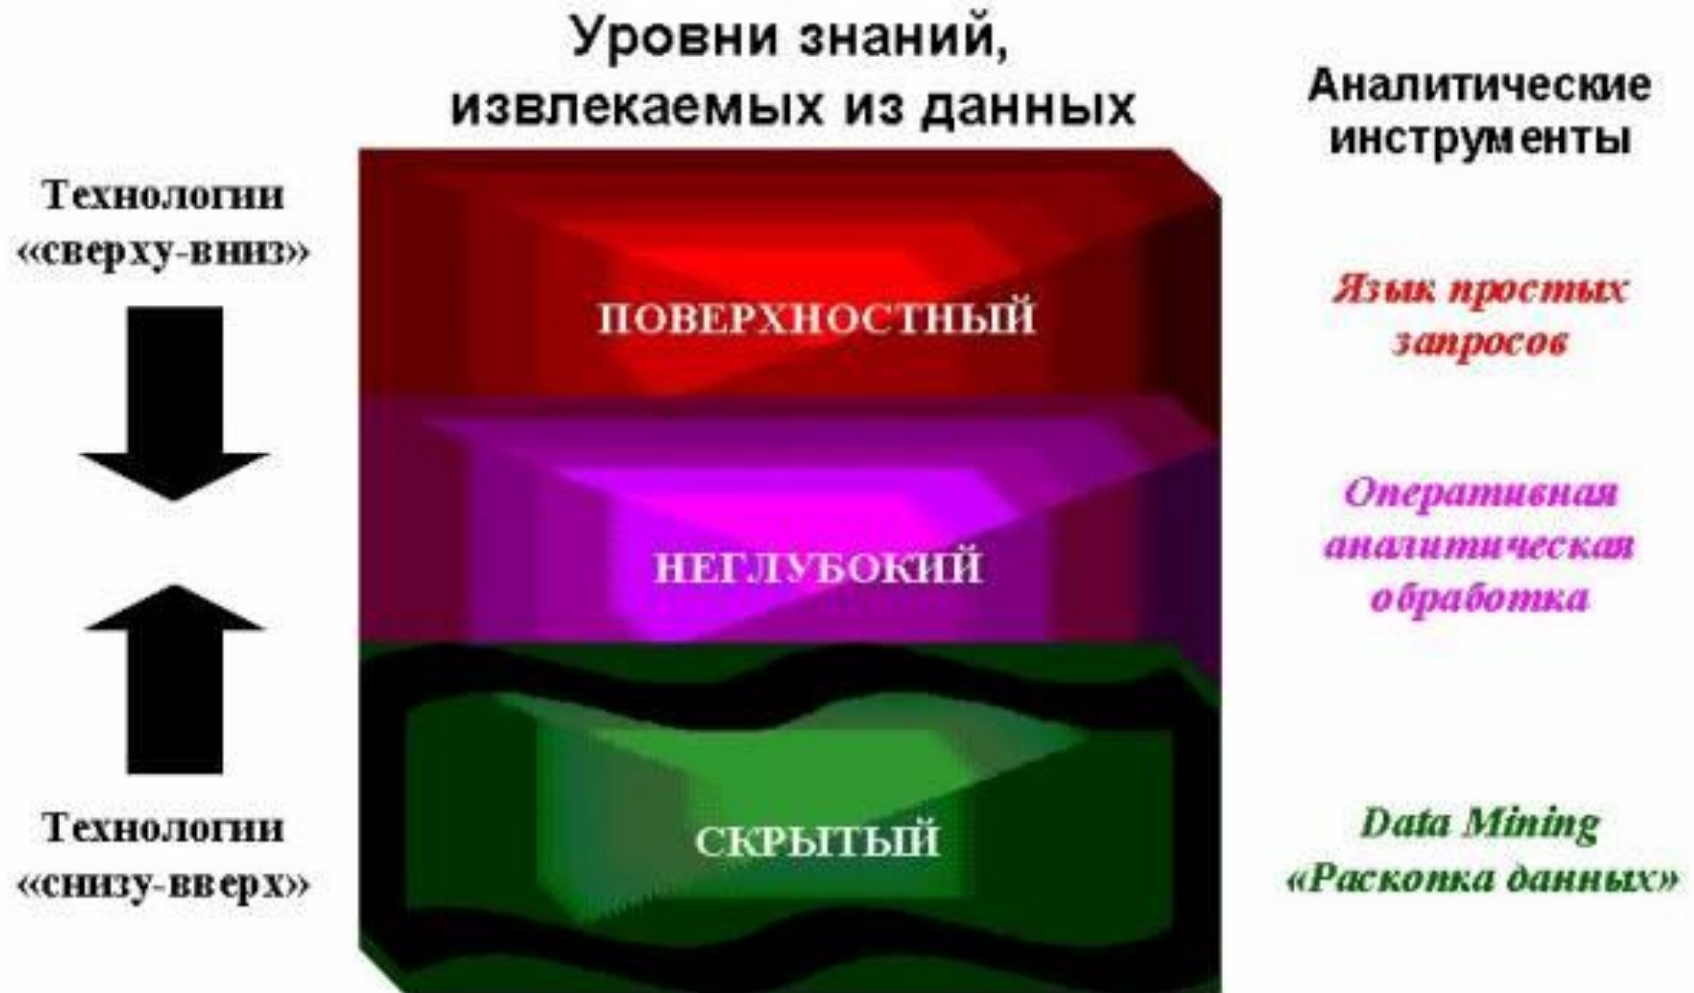 Уровни знаний,
извлекаемых из данных
Аналитические
инструменты
Технологии
«сверху-вниз»
ПОВЕРХНОСТНЫЙ
Язык простых
запросов
НЕГЛУБОКИЙ
Оперативная
аналитическая
обработка
Технологии
«снизу-вверх»
СКРЫТЫЙ
Data Mining
«Раскопка данных»